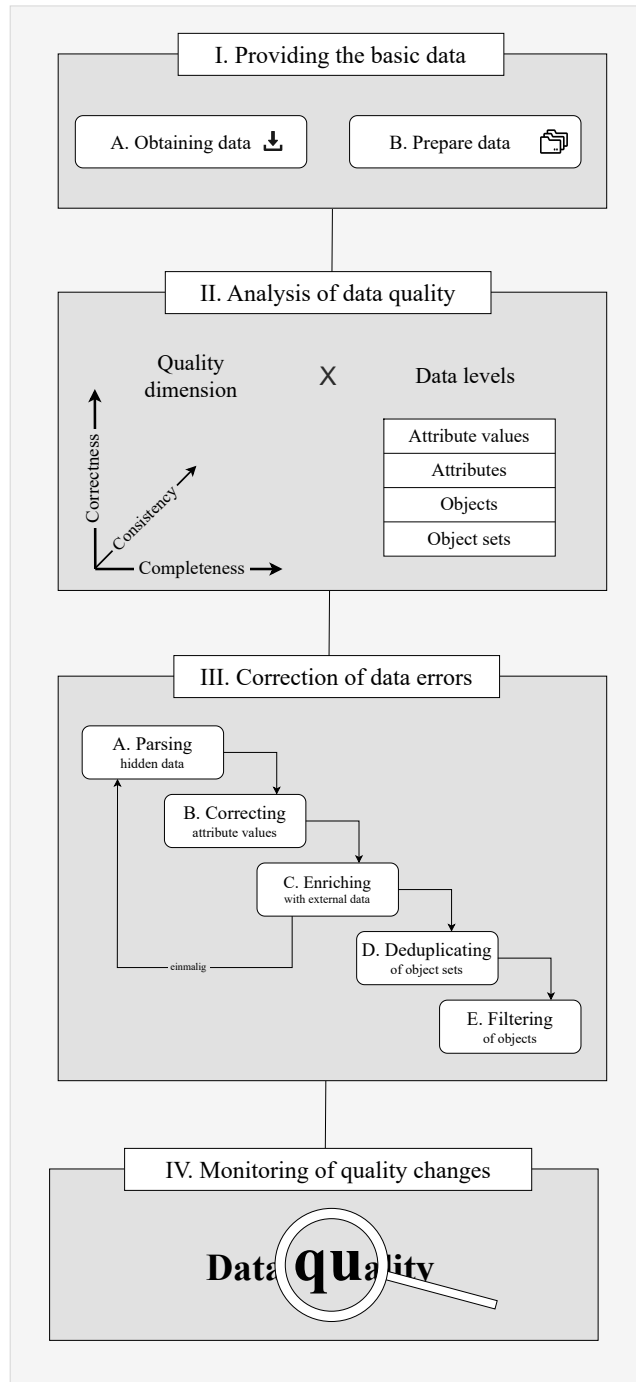 I. Providing the basic data
A. Obtaining data
B. Prepare data
II. Analysis of data quality
Quality
dimension
X
Data levels
Correctness
Consistency
Completeness
Attribute values
Attributes
Objects
Object sets
III. Correction of data errors
A. Parsing
hidden data
B. Correcting
attribute values
C. Enriching
with external data
D. Deduplicating
of object sets
einmalig
E. Filtering
of objects
IV. Monitoring of quality changes
Data quality